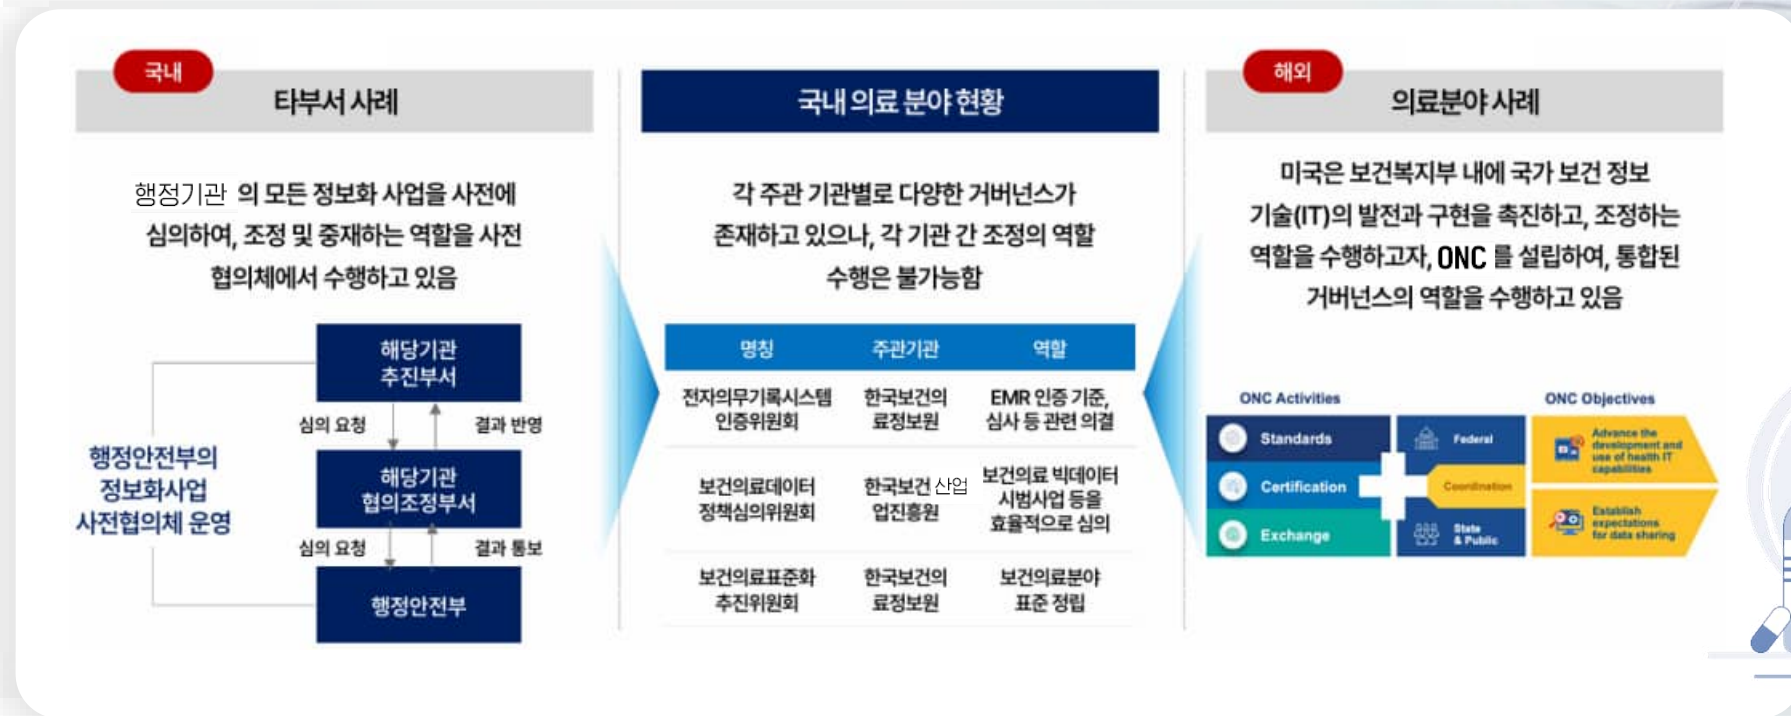 국내
타부서 사례
행정기관 의 모든 정보화 사업을 사전에
심의하여, 조정 및 중재하는 역할을 사전
협의체에서 수행하고 있음
해당기관
추진부서
심의 요청
결과 반영
행정안전부의
정보화사업
사전협의체 운영
해당기관
협의조정부서
심의 요청
결과 통보
행정안전부
국내 의료 분야 현황
각 주관 기관별로 다양한 거버넌스가
존재하고 있으나, 각 기관 간 조정의 역할
수행은 불가능함
명칭 주관기관 역할
전자의무기록시스템 한국보건의 EMR 인증 기준,
인증위원회 료정보원 심사 등 관련 의결
보건의료데이터 한국보건 산업 보건의료 빅데이터
정책심의위원회 업진흥원 시범사업 등을
효율적으로 심의
보건의료표준화 한국보건의 보건의료분야
추진위원회 료정보원 표준 정립
해외
의료분야 사례
미국은 보건복지부 내에 국가 보건 정보
기술(IT)의 발전과 구현을 촉진하고, 조정하는
역할을 수행하고자, ONC 를 설립하여, 통합된
거버넌스의 역할을 수행하고 있음
ONC Activities
ONC Objectives
Standards
Certification
Exchange
Federal
Coordination
State
& Public
Advance the
development and
use of health IT
capabilities
Establish
expectations
for data sharing